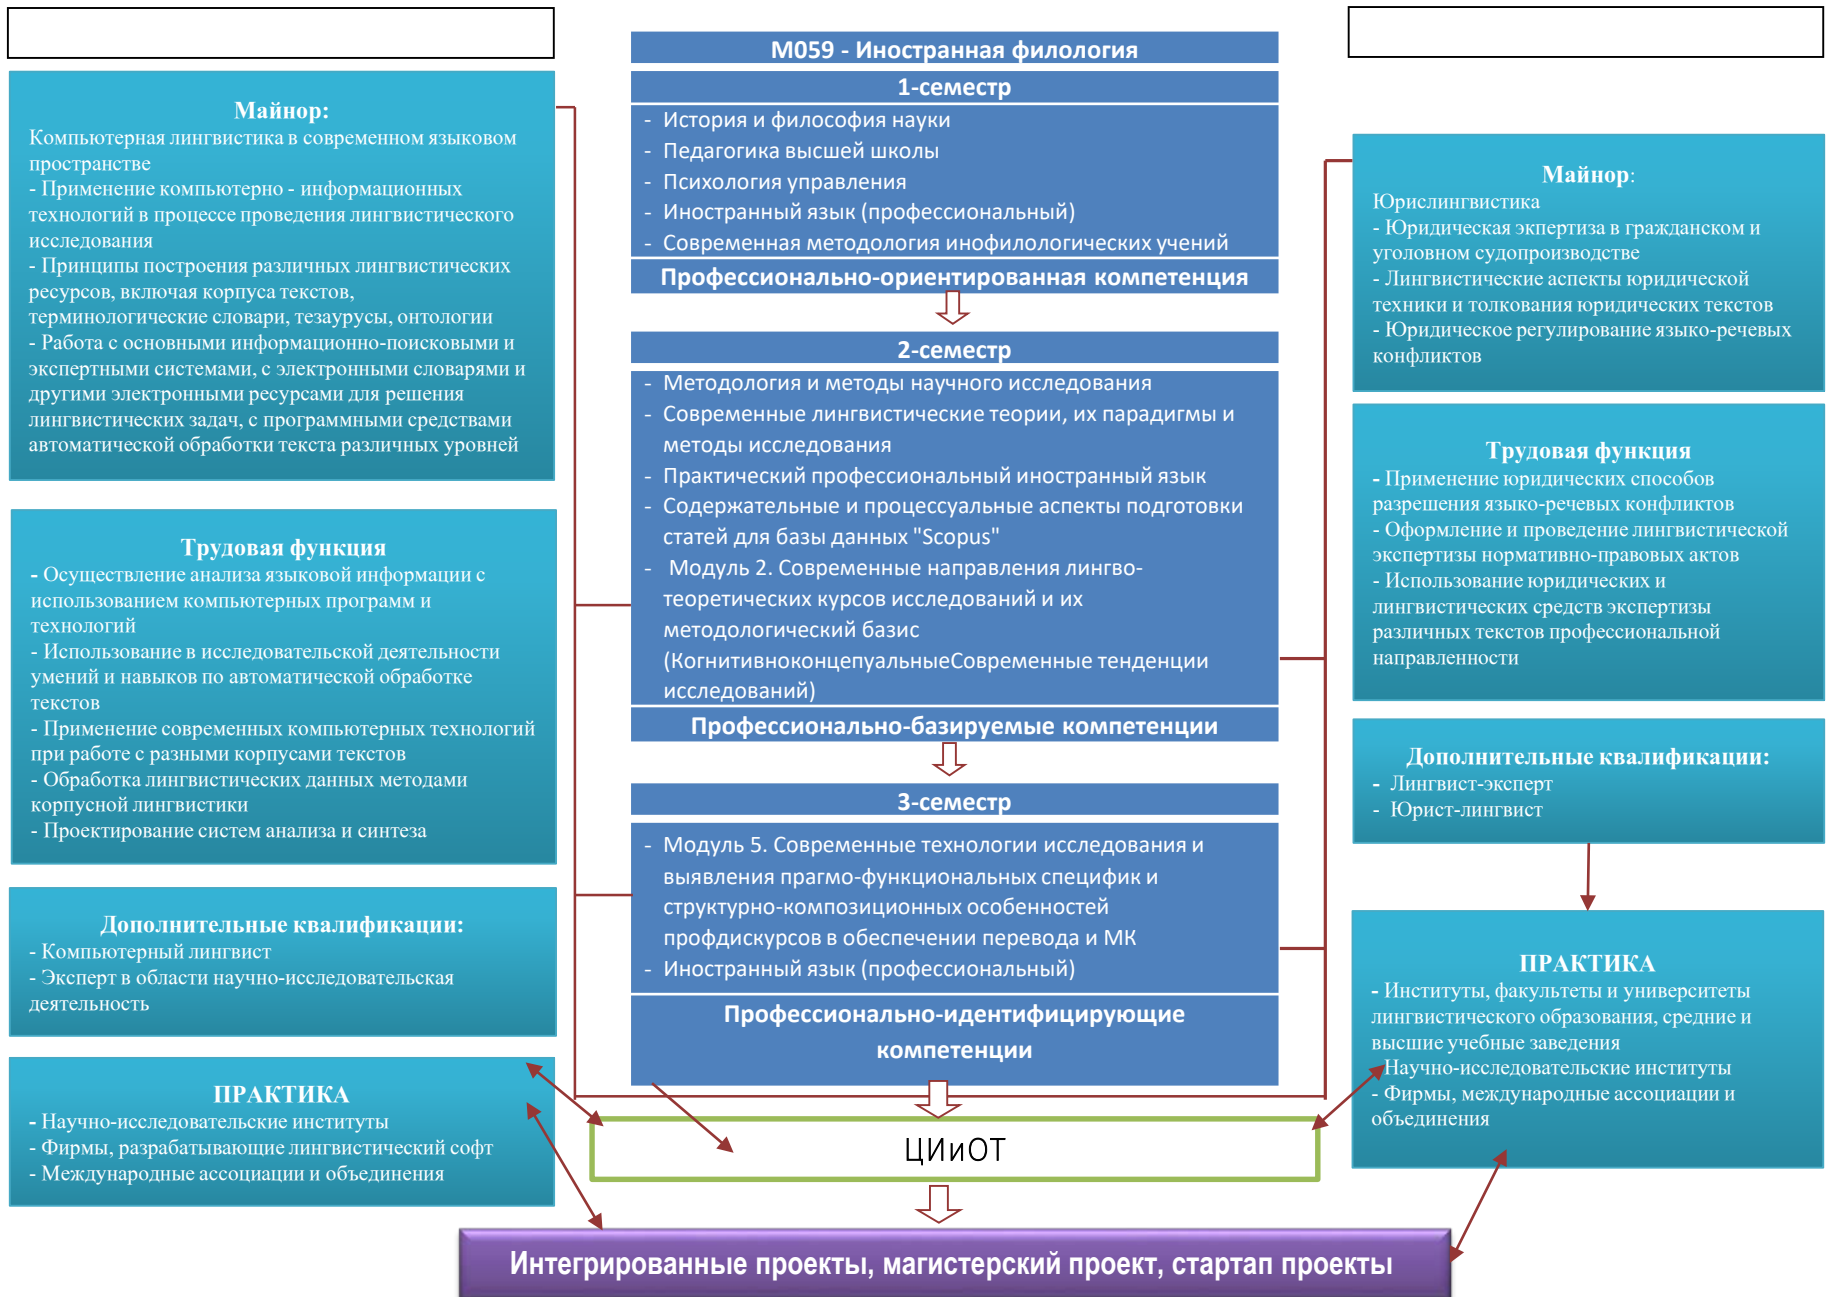 Майнор:
Компьютерная лингвистика в современном языковом
пространстве
- Применение компьютерно - информационных
технологий в процессе проведения лингвистического
исследования
- Принципы построения различных лингвистических
ресурсов, включая корпуса текстов,
терминологические словари, тезаурусы, онтологии
- Работа с основными информационно-поисковыми и
экспертными системами, с электронными словарями и
другими электронными ресурсами для решения
лингвистических задач, с программными средствами
автоматической обработки текста различных уровней
Трудовая функция
- Осуществление анализа языковой информации с
использованием компьютерных программ и
технологий
- Использование в исследовательской деятельности
умений и навыков по автоматической обработке
текстов
- Применение современных компьютерных технологий
при работе с разными корпусами текстов
- Обработка лингвистических данных методами
корпусной лингвистики
- Проектирование систем анализа и синтеза
Дополнительные квалификации:
- Компьютерный лингвист
- Эксперт в области научно-исследовательская
деятельность
ПРАКТИКА
- Научно-исследовательские институты
- Фирмы, разрабатывающие лингвистический софт
- Международные ассоциации и объединения
М059 - Иностранная филология
1-семестр
- История и философия науки
- Педагогика высшей школы
- Психология управления
- Иностранный язык (профессиональный)
- Современная методология инофилологических учений
Профессионально-ориентированная компетенция
2-семестр
- Методология и методы научного исследования
- Современные лингвистические теории, их парадигмы и
методы исследования
- Практический профессиональный иностранный язык
- Содержательные и процессуальные аспекты подготовки
статей для базы данных "Scopus"
- Модуль 2. Современные направления лингво-
теоретических курсов исследований и их
методологический базис
(КогнитивноконцепуальныеСовременные тенденции
исследований)
Профессионально-базируемые компетенции
3-семестр
- Модуль 5. Современные технологии исследования и
выявления прагмо-функциональных специфик и
структурно-композиционных особенностей
профдискурсов в обеспечении перевода и МК
- Иностранный язык (профессиональный)
Профессионально-идентифицирующие
компетенции
ЦИиОТ
Интегрированные проекты, магистерский проект, стартап проекты
Майнор:
Юрислингвистика
- Юридическая экпертиза в гражданском и
уголовном судопроизводстве
- Лингвистические аспекты юридической
техники и толкования юридических текстов
- Юридическое регулирование языко-речевых
конфликтов
Трудовая функция
- Применение юридических способов
разрешения языко-речевых конфликтов
- Оформление и проведение лингвистической
экспертизы нормативно-правовых актов
- Использование юридических и
лингвистических средств экспертизы
различных текстов профессиональной
направленности
Дополнительные квалификации:
- Лингвист-эксперт
- Юрист-лингвист
ПРАКТИКА
- Институты, факультеты и университеты
лингвистического образования, средние и
высшие учебные заведения
- Научно-исследовательские институты
- Фирмы, международные ассоциации и
объединения